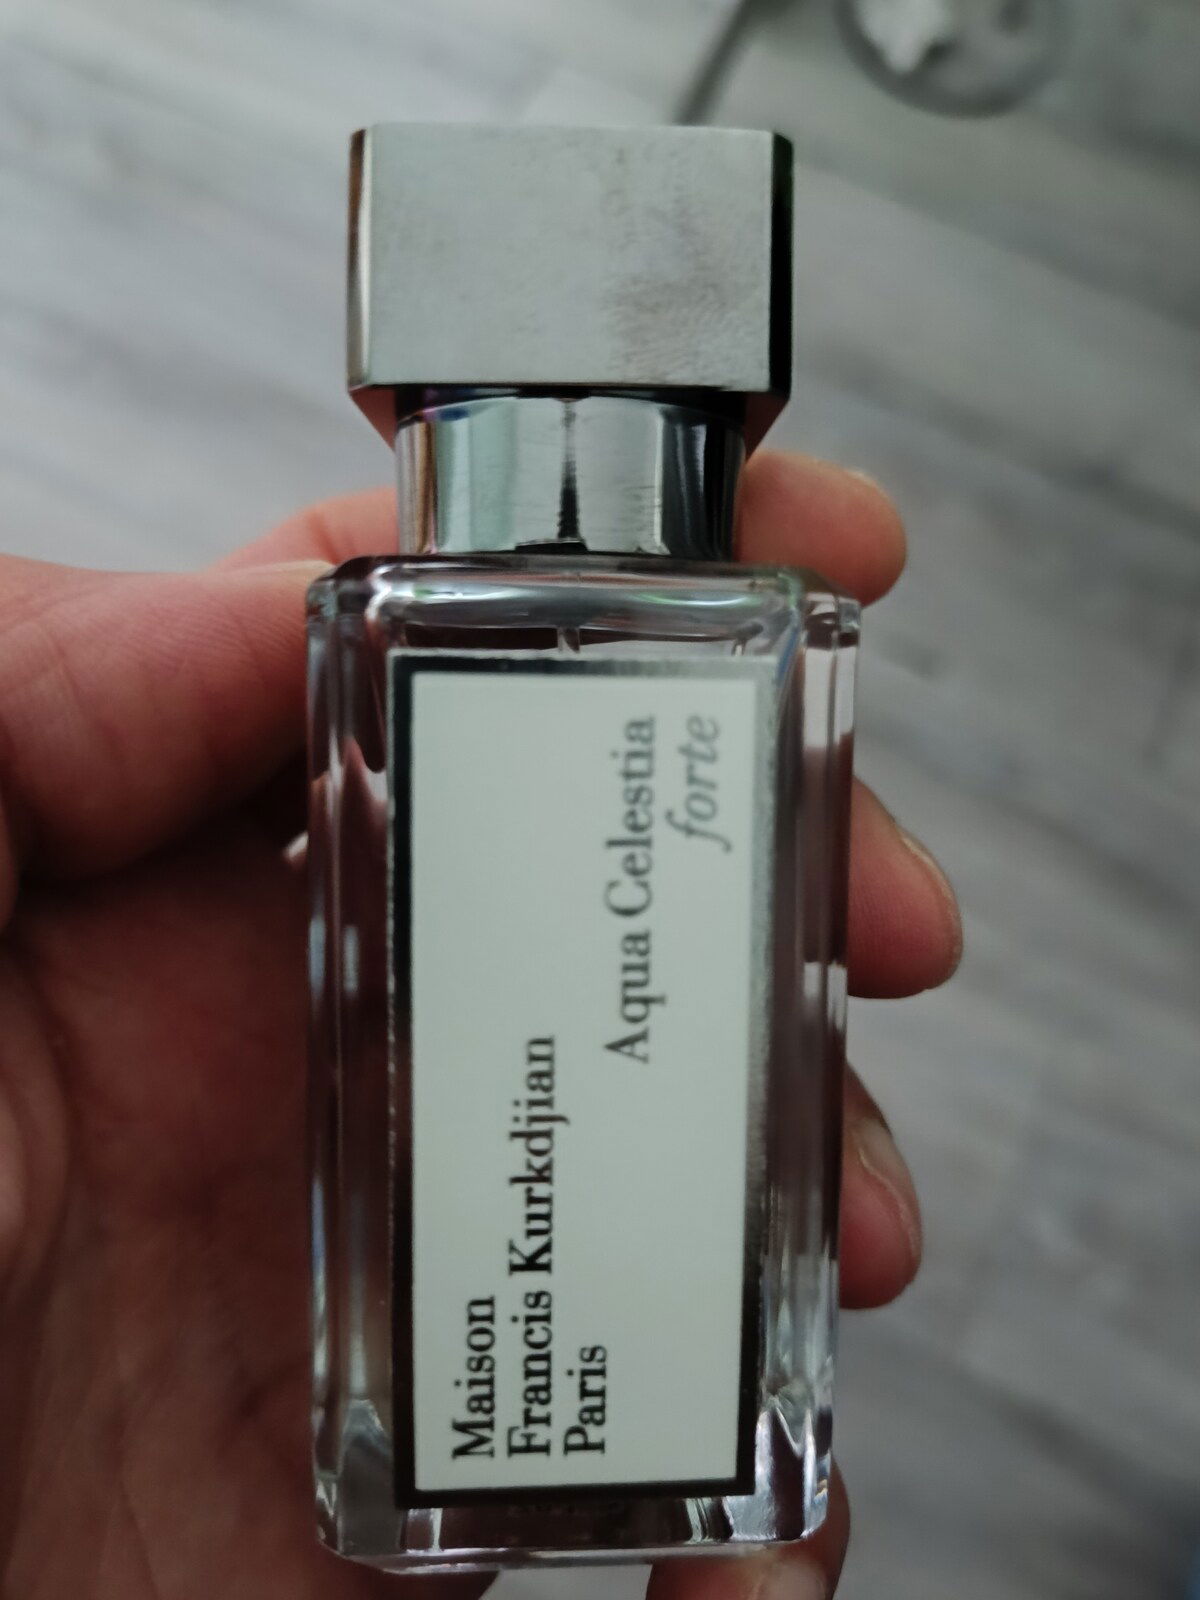 Maison
Francis Kurkdjian
Paris
Aqua Celestia
forte